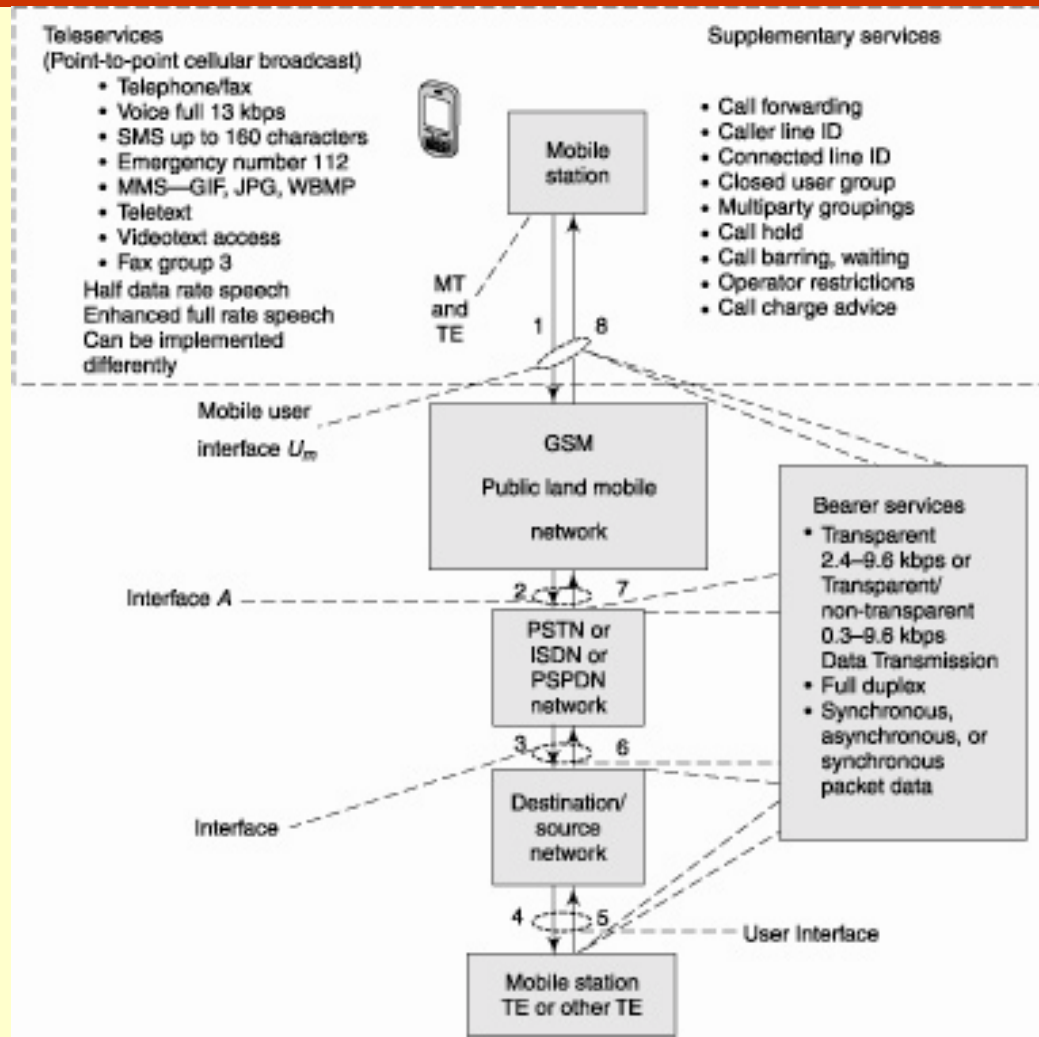 Teleservices
(Point-to-point cellular broadcast)
• Telephone/fax
• Voice full 13 kbps
• SMS up to 160 characters
• Emergency number 112
• MMS—GIF, JPG, WBMP
• Teletext
• Videotext access
• Fax group 3
Half data rate speech
Enhanced full rate speech
Can be implemented
differently
Supplementary services
• Call forwarding
• Caller line ID
• Connected line ID
• Closed user group
• Multiparty groupings
• Call hold
• Call barring, waiting
• Operator restrictions
• Call charge advice
Mobile
station
MT
and
TE
1 8
Mobile user
interface Um
GSM
Public land mobile
network
Bearer services
• Transparent
2.4–9.6 kbps or
Transparent/
non-transparent
0.3–9.6 kbps
Data Transmission
• Full duplex
• Synchronous,
asynchronous, or
synchronous
packet data
Interface A
2 7
PSTN or
ISDN or
PSPDN
network
3 6
Interface
Destination/
source
network
4 5
User Interface
Mobile station
TE or other TE